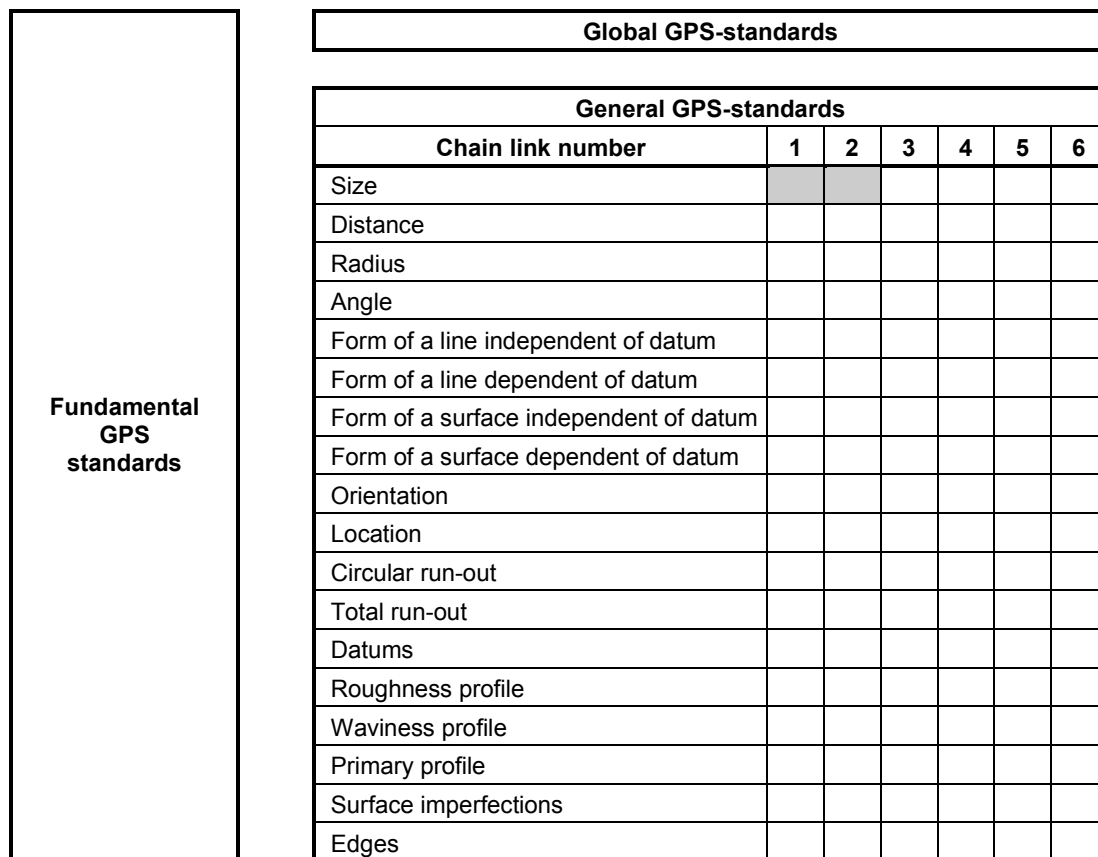 Global GPS-standards
General GPS-standards
Chain link number 1 2 3 4 5 6
Size
Distance
Radius
Angle
Form of a line independent of datum
Form of a line dependent of datum
Form of a surface independent of datum
Form of a surface dependent of datum
Orientation
Location
Circular run-out
Total run-out
Datums
Roughness profile
Waviness profile
Primary profile
Surface imperfections
Edges
Fundamental
GPS
standards